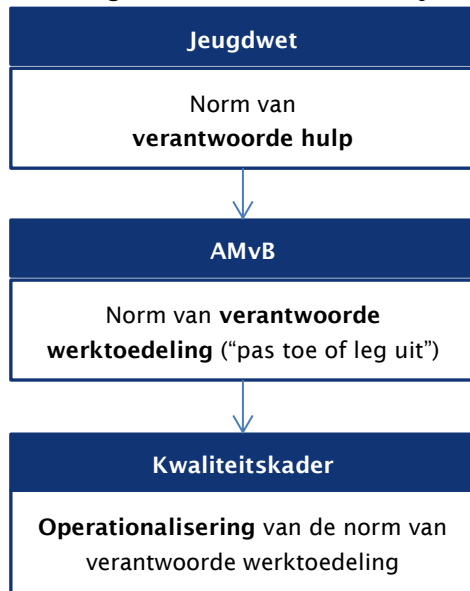 Jeugdwet
Norm van
verantwoorde hulp
AMvB
Norm van verantwoorde
werktoedeling (“pas toe of leg uit”)
Kwaliteitskader
Operationalisering van de norm van
verantwoorde werktoedeling